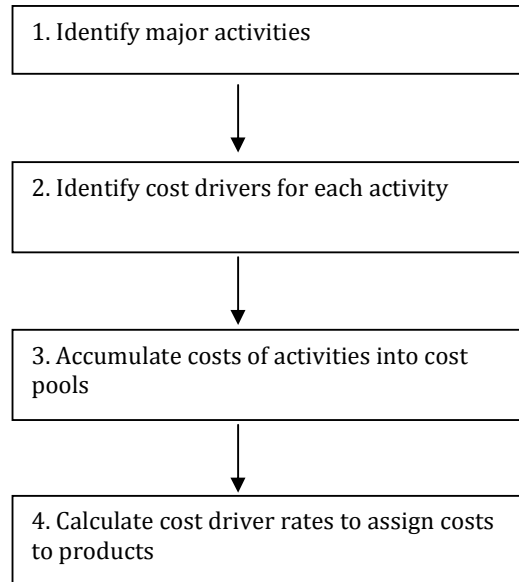 1. Identify major activities
2. Identify cost drivers for each activity
3. Accumulate costs of activities into cost
pools
4. Calculate cost driver rates to assign costs
to products